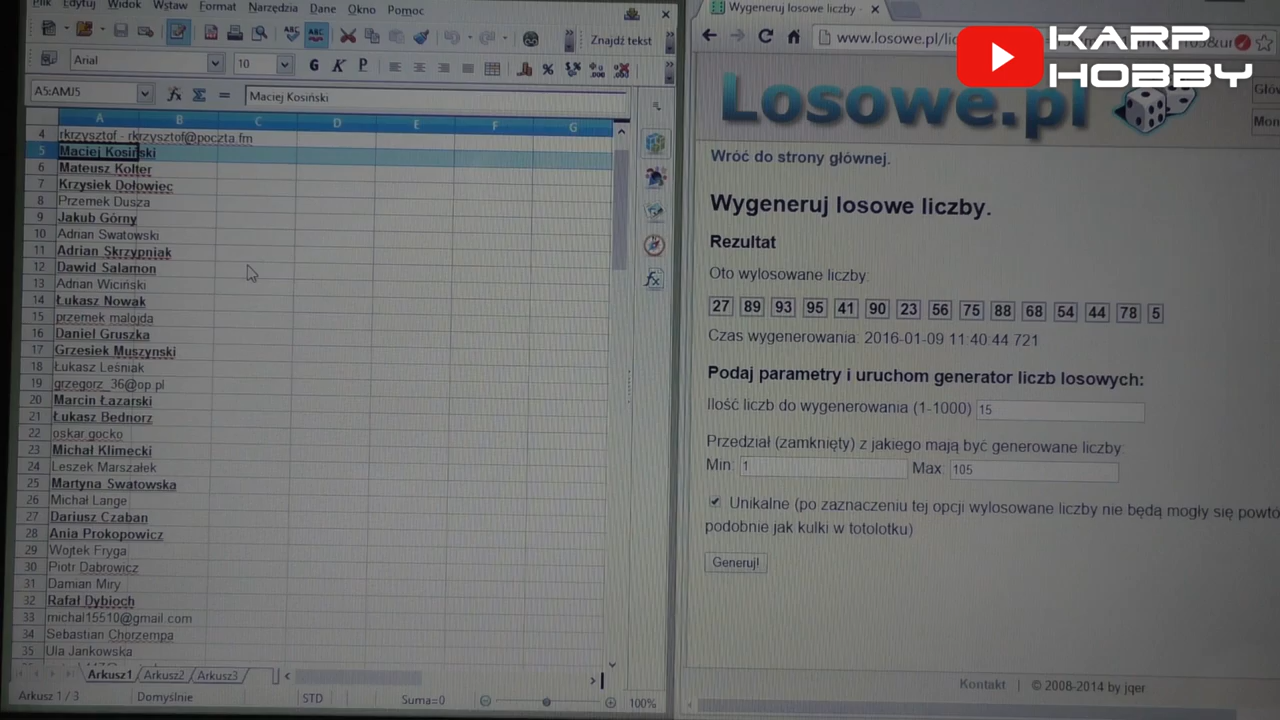 Plik Edytuj Widok Wstaw Format Narzędzia Dane Okno Pomoc
Znajdź tekst
Arial 10
A5:AMJ5 Maciej Kosiński
A B C D E F G
4 rkrzysztof - rkrzysztof@poczta.fm
5 Maciej Kosiński
6 Mateusz Kolter
7 Krzysiek Dołowiec
8 Przemek Dusza
9 Jakub Górny
10 Adrian Swatowski
11 Adrian Skrzypniak
12 Dawid Salamon
13 Adrian Wiciński
14 Łukasz Nowak
15 przemek malojda
16 Daniel Gruszka
17 Grzesiek Muszynski
18 Łukasz Leśniak
19 grzegorz_36@op.pl
20 Marcin Łazarski
21 Łukasz Bednorz
22 oskar gocko
23 Michał Klimecki
24 Leszek Marszałek
25 Martyna Swatowska
26 Michał Lange
27 Dariusz Czaban
28 Ania Prokopowicz
29 Wojtek Fryga
30 Piotr Dabrowicz
31 Damian Miry
32 Rafał Dybioch
33 michal15510@gmail.com
34 Sebastian Chorzempa
35 Ula Jankowska
Arkusz1 Arkusz2 Arkusz3
Arkusz 1 / 3 Domyślnie STD Suma=0 100%
Wygeneruj losowe liczby
www.losowe.pl/
KARP
HOBBY
Losowe.pl
Wróć do strony głównej.
Wygeneruj losowe liczby.
Rezultat
Oto wylosowane liczby:
27 89 93 95 41 90 23 56 75 88 68 54 44 78 5
Czas wygenerowania: 2016-01-09 11:40:44 721
Podaj parametry i uruchom generator liczb losowych:
Ilość liczb do wygenerowania (1-1000) 15
Przedział (zamknięty) z jakiego mają być generowane liczby:
Min: 1 Max: 105
Unikalne (po zaznaczeniu tej opcji wylosowane liczby nie będą mogły się powtó
podobnie jak kulki w totolotku)
Generuj!
Kontakt | © 2008-2014 by jqer